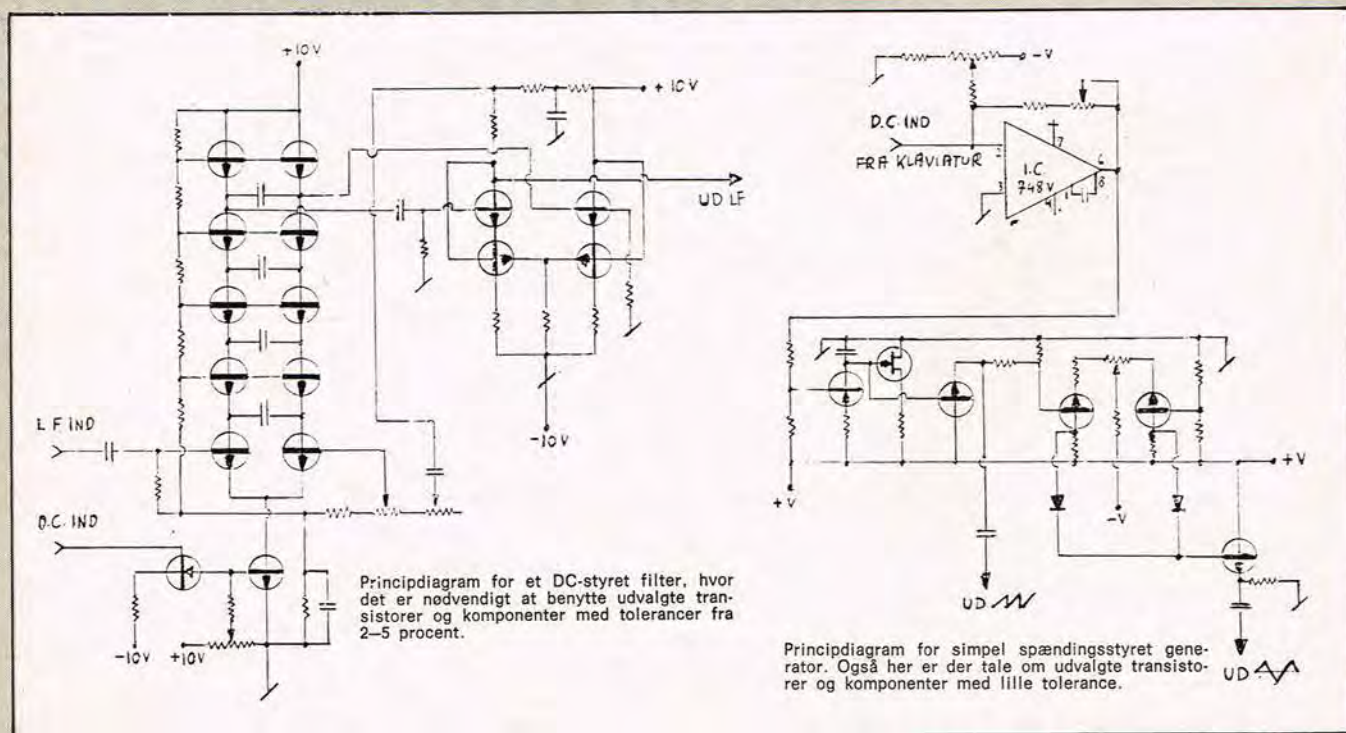 +10V
+ 10V
UD LF
-10V
LF IND
D.C. IND
-10V
+10V
Principdiagram for et DC-styret filter, hvor
det er nødvendigt at benytte udvalgte tran-
sistorer og komponenter med tolerancer fra
2—5 procent.
-V
D.C. IND
FRA KLAVIATUR
2
3
7
I.C.
748V
6
8
1
4
+V
+V
-V
UD
UD
Principdiagram for simpel spændingsstyret gene-
rator. Også her er der tale om udvalgte transisto-
rer og komponenter med lille tolerance.